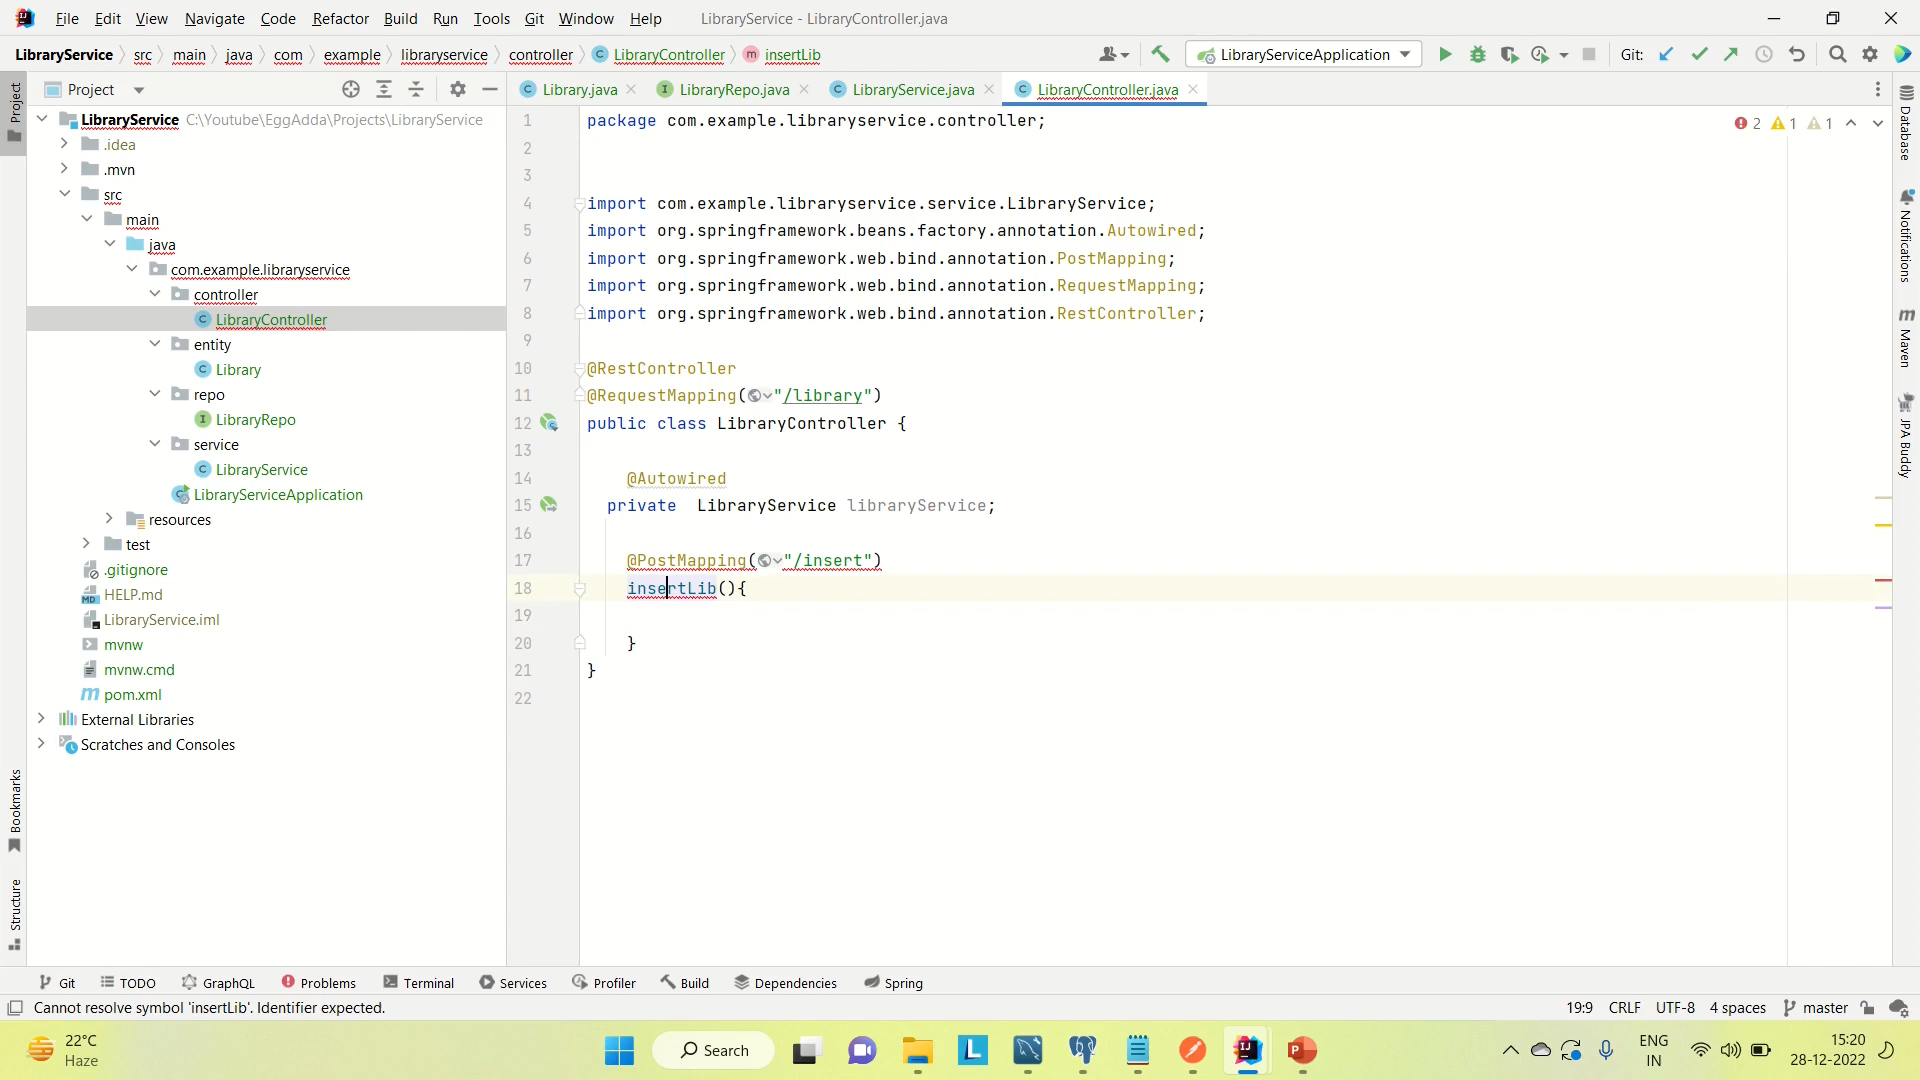 File Edit View Navigate Code Refactor Build Run Tools Git Window Help LibraryService - LibraryController.java
LibraryService src main java com example libraryservice controller LibraryController insertLib LibraryServiceApplication Git:
Project
Library.java LibraryRepo.java LibraryService.java LibraryController.java
Project
LibraryService C:\Youtube\EggAdda\Projects\LibraryService
.idea
.mvn
src
main
java
com.example.libraryservice
controller
LibraryController
entity
Library
repo
LibraryRepo
service
LibraryService
LibraryServiceApplication
resources
test
.gitignore
HELP.md
LibraryService.iml
mvnw
mvnw.cmd
pom.xml
External Libraries
Scratches and Consoles
Bookmarks
Structure
1 package com.example.libraryservice.controller;
2
3
4 import com.example.libraryservice.service.LibraryService;
5 import org.springframework.beans.factory.annotation.Autowired;
6 import org.springframework.web.bind.annotation.PostMapping;
7 import org.springframework.web.bind.annotation.RequestMapping;
8 import org.springframework.web.bind.annotation.RestController;
9
10 @RestController
11 @RequestMapping("/library")
12 public class LibraryController {
13
14 @Autowired
15 private LibraryService libraryService;
16
17 @PostMapping("/insert")
18 insertLib(){
19
20 }
21 }
22
2 1 1
Database
Notifications
Maven
JPA Buddy
Git TODO GraphQL Problems Terminal Services Profiler Build Dependencies Spring
Cannot resolve symbol 'insertLib'. Identifier expected. 19:9 CRLF UTF-8 4 spaces master
22°C
Haze
Search
ENG
IN
15:20
28-12-2022